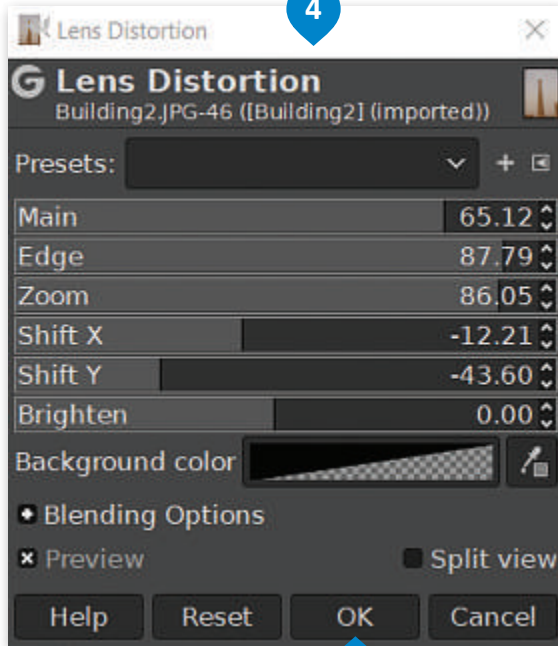 4
Lens Distortion
G Lens Distortion
Building2.JPG-46 ([Building2] (imported))
Presets:
Main 65.12
Edge 87.79
Zoom 86.05
Shift X -12.21
Shift Y -43.60
Brighten 0.00
Background color
Blending Options
Preview Split view
Help Reset OK Cancel